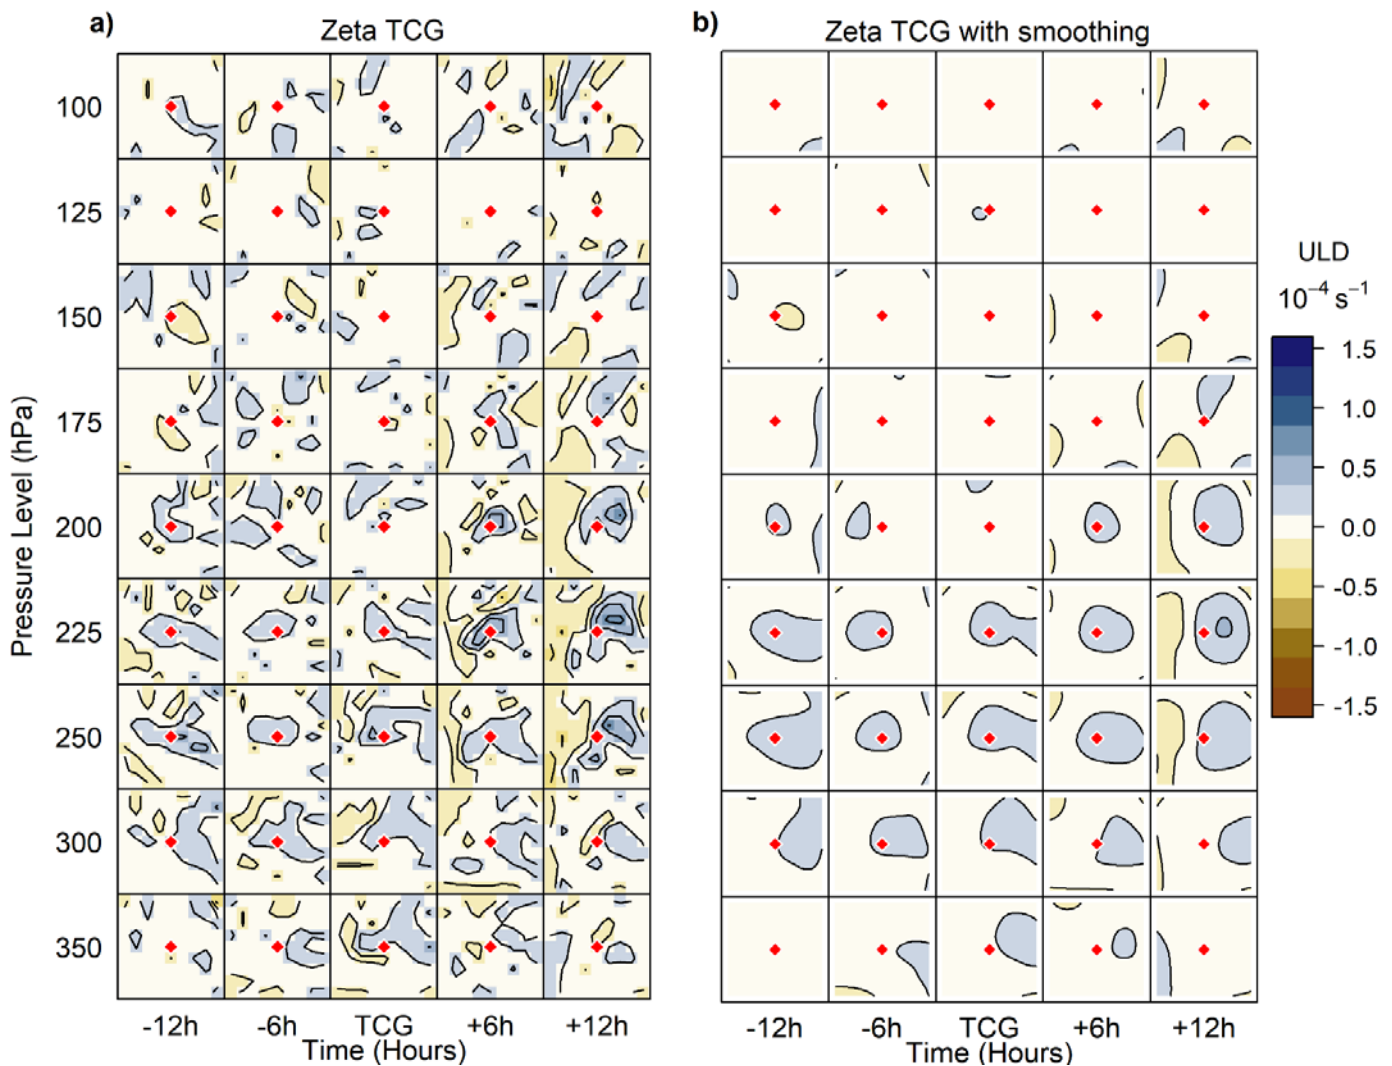 a) Zeta TCG
b) Zeta TCG with smoothing
Pressure Level (hPa)
100
125
150
175
200
225
250
300
350
-12h -6h TCG +6h +12h
Time (Hours)
-12h -6h TCG +6h +12h
Time (Hours)
ULD
10⁻⁴ s⁻¹
1.5
1.0
0.5
0.0
-0.5
-1.0
-1.5